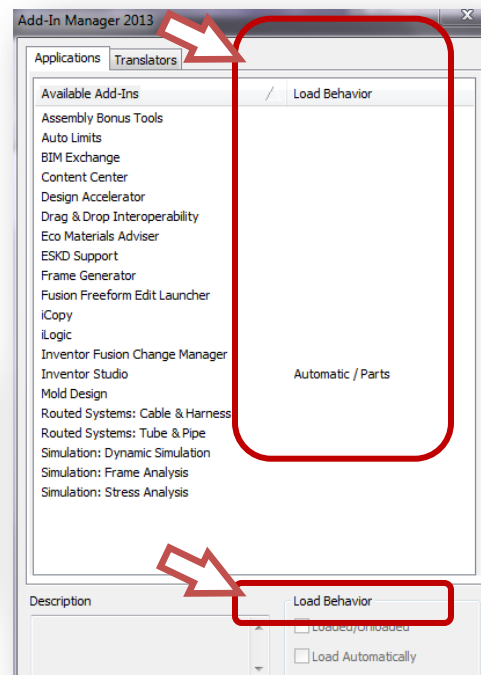 Add-In Manager 2013
Applications Translators
Available Add-Ins / Load Behavior
Assembly Bonus Tools
Auto Limits
BIM Exchange
Content Center
Design Accelerator
Drag & Drop Interoperability
Eco Materials Adviser
ESKD Support
Frame Generator
Fusion Freeform Edit Launcher
iCopy
iLogic
Inventor Fusion Change Manager
Inventor Studio Automatic / Parts
Mold Design
Routed Systems: Cable & Harness
Routed Systems: Tube & Pipe
Simulation: Dynamic Simulation
Simulation: Frame Analysis
Simulation: Stress Analysis
Description Load Behavior
Loaded/Unloaded
Load Automatically